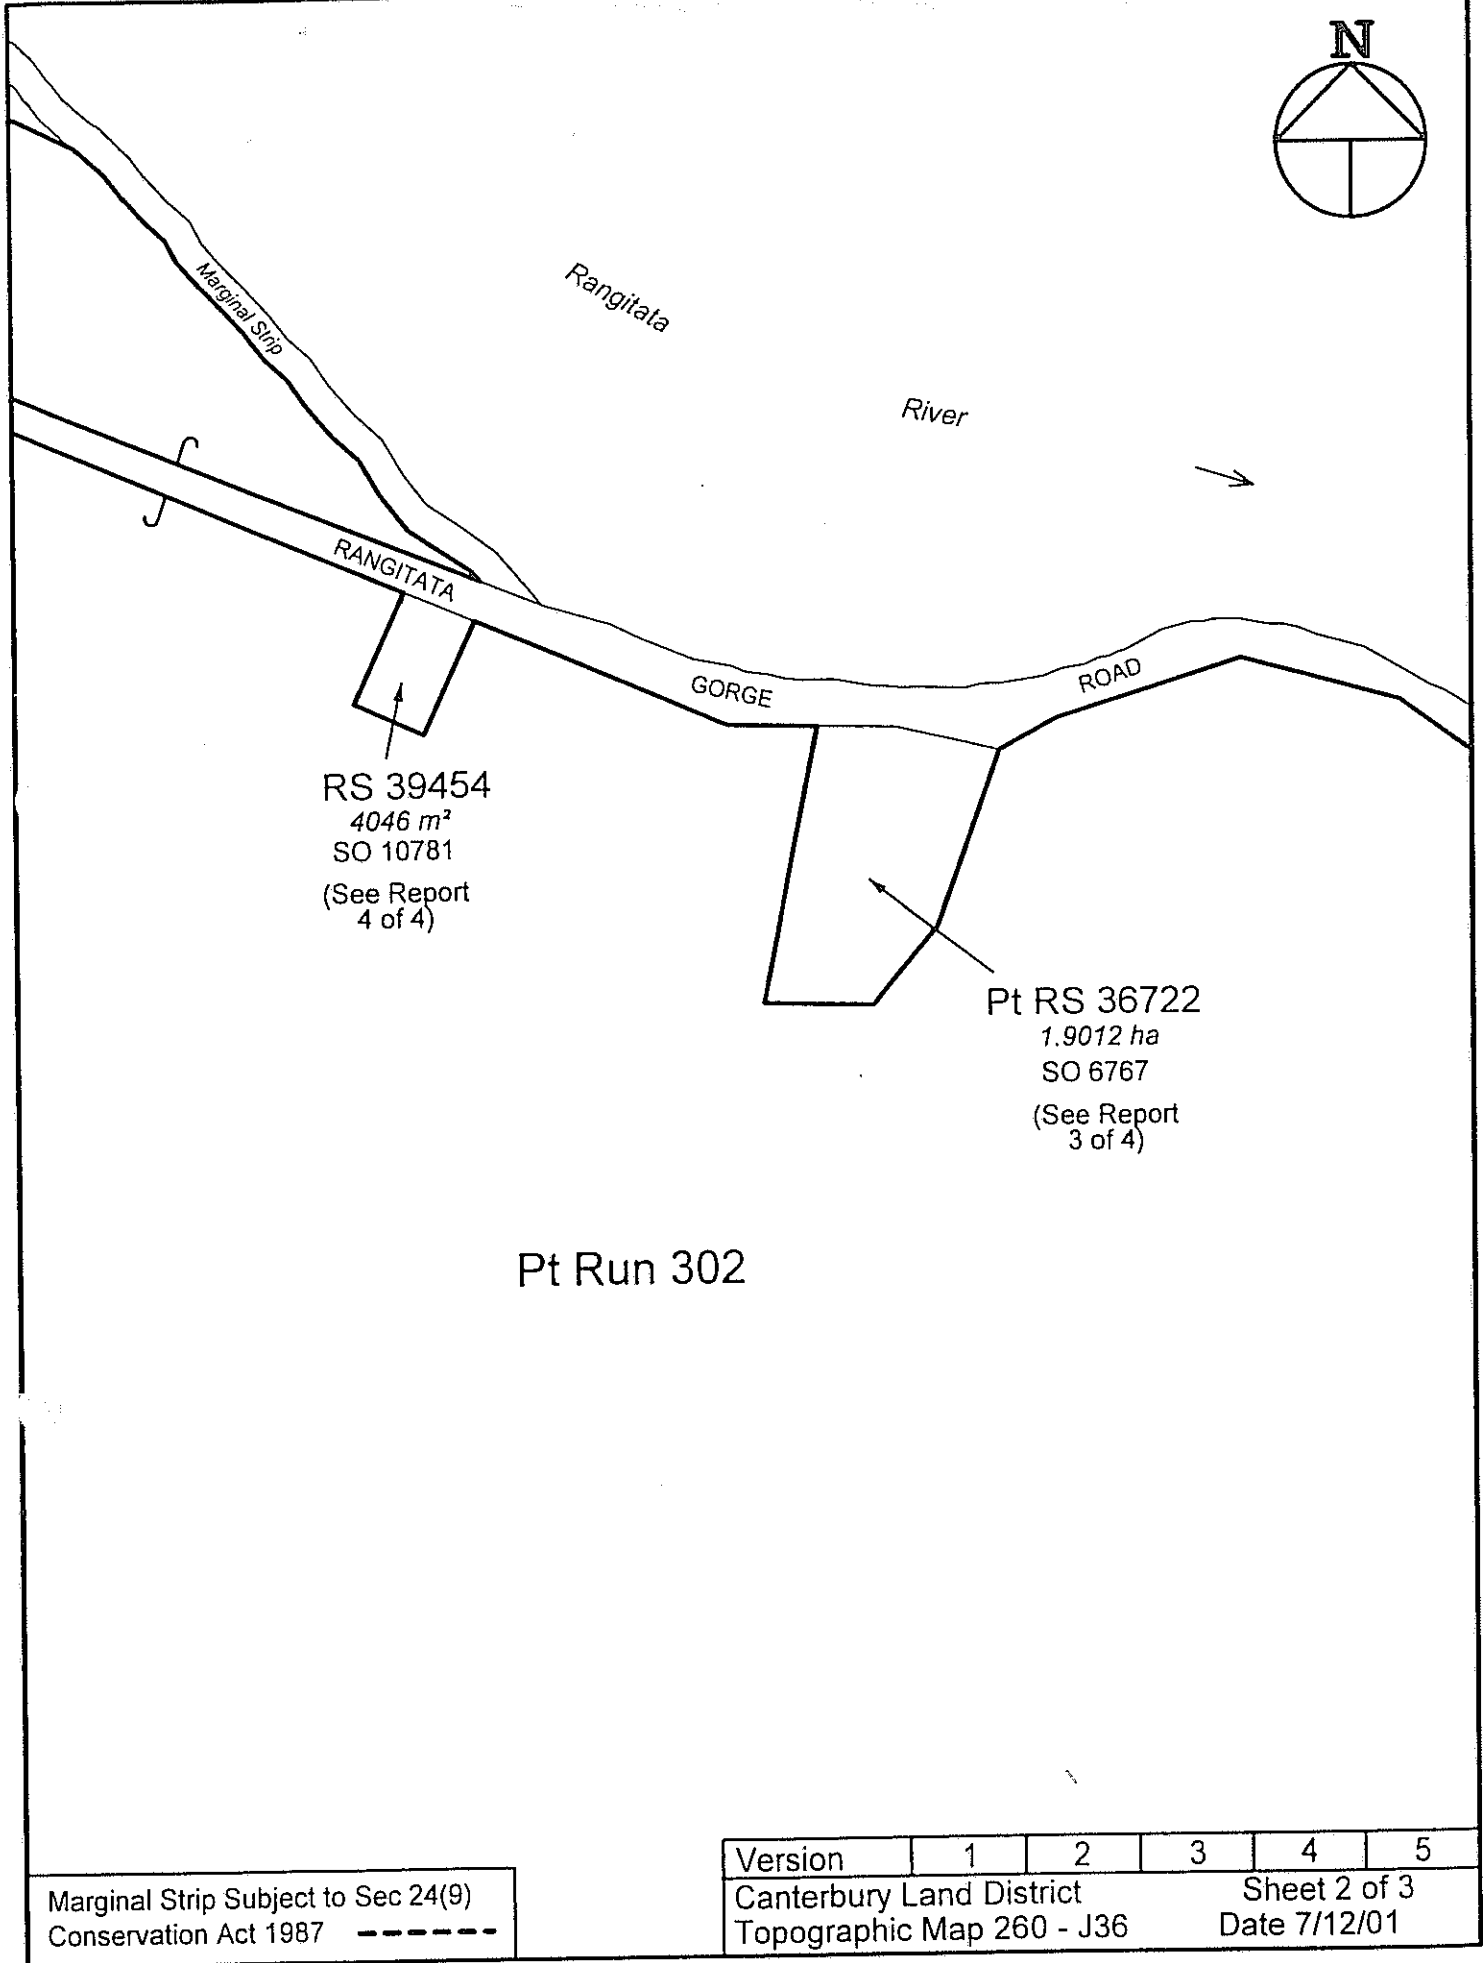 N
Rangitata
Marginal Strip
River
RANGITATA
GORGE
ROAD
RS 39454
4046 m²
SO 10781
(See Report
4 of 4)
Pt RS 36722
1.9012 ha
SO 6767
(See Report
3 of 4)
Pt Run 302
Version 1 2 3 4 5
Canterbury Land District Sheet 2 of 3
Topographic Map 260 - J36 Date 7/12/01
Marginal Strip Subject to Sec 24(9)
Conservation Act 1987